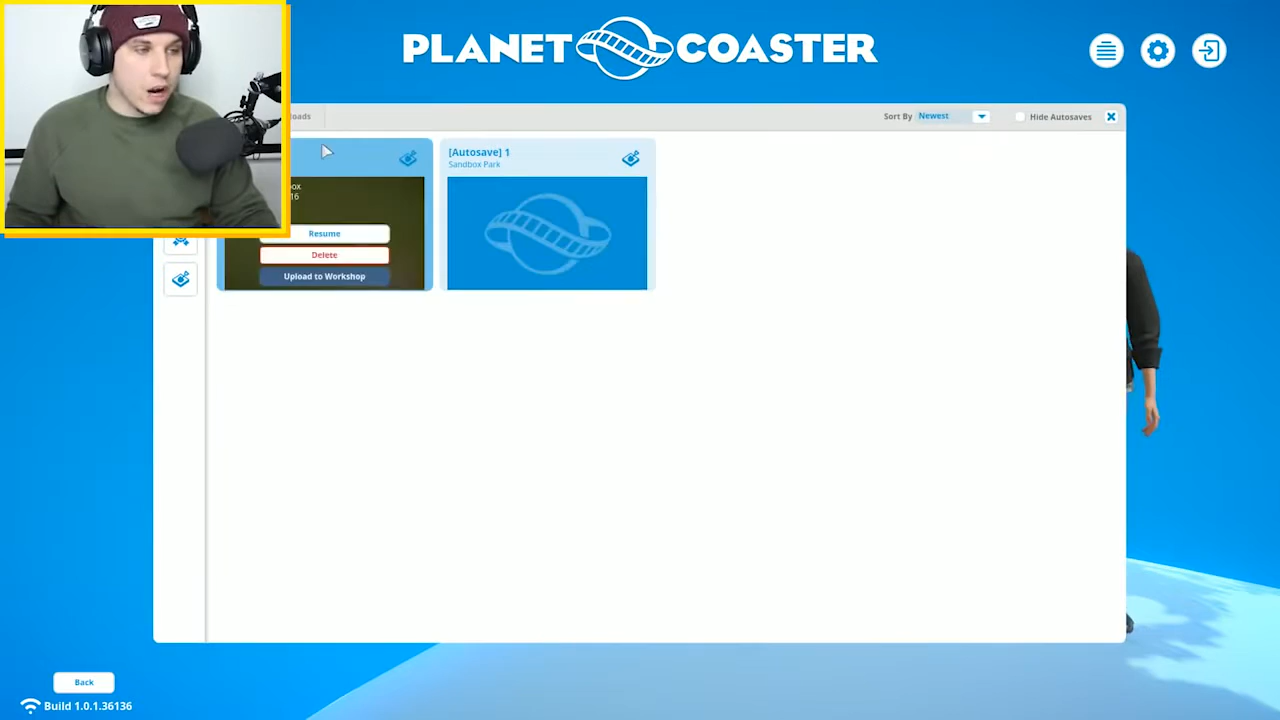 PLANET COASTER
Sort By Newest
Hide Autosaves
[Autosave] 1
Sandbox Park
16
Resume
Delete
Upload to Workshop
Back
Build 1.0.1.36136